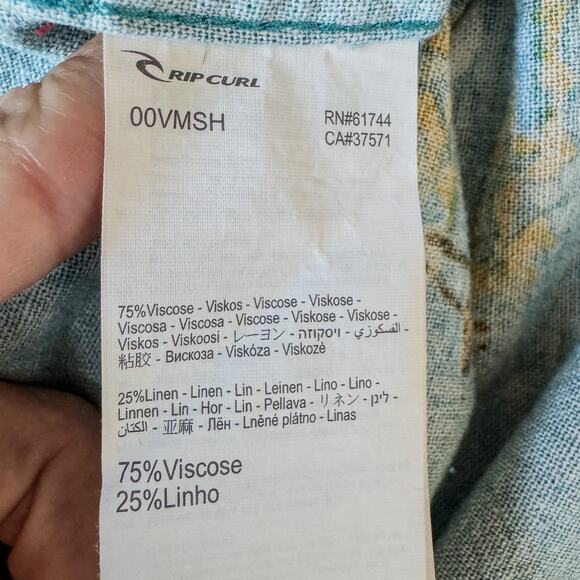 RIP CURL
00VMSH
RN#61744
CA#37571
75%Viscose - Viskos - Viscose - Viskose -
Viscosa - Viscosa - Viscose - Viskose - Viskose -
Viskos - Viskoosi - レーヨン - ויסקוזה - الفسكوزي -
粘胶 - Вискоза - Viskóza - Viskozė
25%Linen - Linen - Lin - Leinen - Lino - Lino -
Linnen - Lin - Hor - Lin - Pellava - リネン - לינן -
الكتان - 亚麻 - Лён - Lněné plátno - Linas
75%Viscose
25%Linho